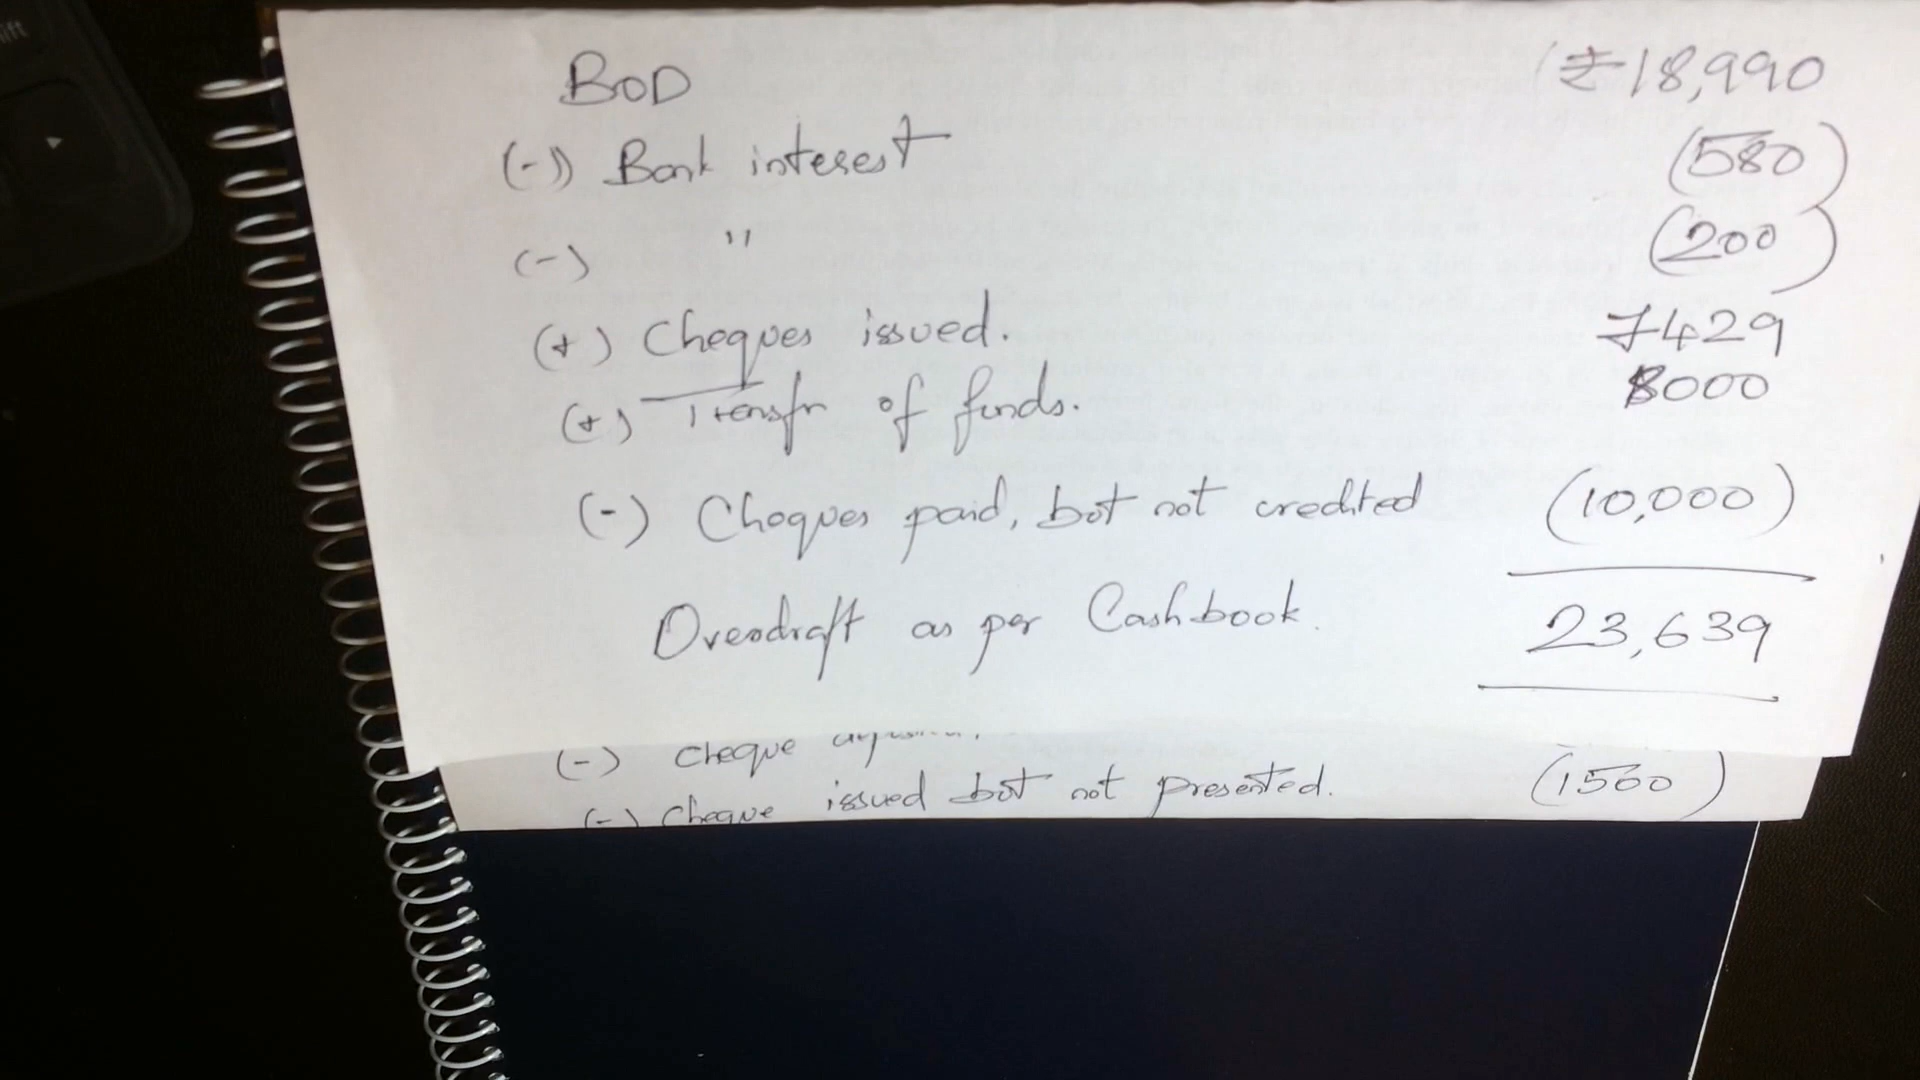 BOD ₹18,990
(-) Bank interest (580)
(-) " (200)
(+) Cheques issued. 7429
(+) Transfr of funds. 8000
(-) Cheques paid, but not credited (10,000)
Overdraft as per Cashbook. 23,639
(-) cheque
(-) Cheque issued but not presented. (1500)